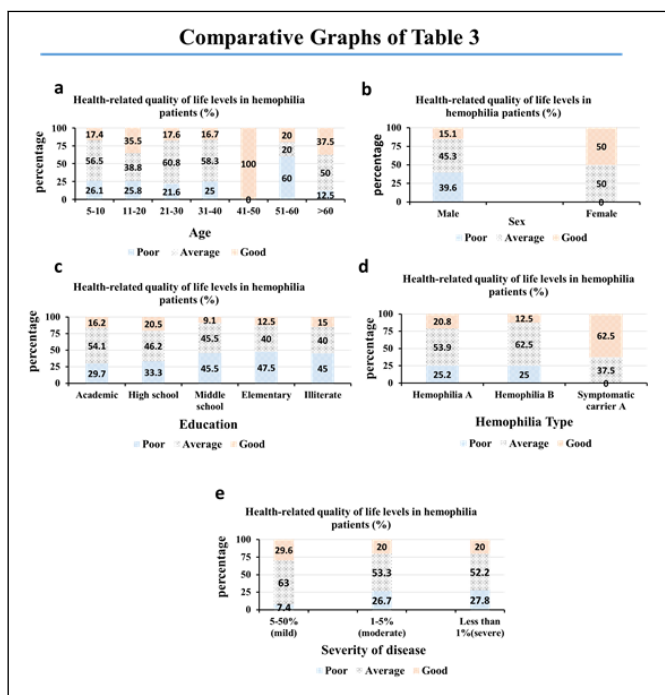 Comparative Graphs of Table 3
a
Health-related quality of life levels in hemophilia
patients (%)
percentage
100
75
50
25
0
17.4 35.5 17.6 16.7 100 20 37.5
56.5 38.8 60.8 58.3 20 50
26.1 25.8 21.6 25 0 60 12.5
5-10 11-20 21-30 31-40 41-50 51-60 >60
Age
Poor Average Good
b
Health-related quality of life levels in
hemophilia patients (%)
percentage
100
75
50
25
0
15.1 50
45.3 50
39.6 0
Male Female
Sex
Poor Average Good
c
Health-related quality of life levels in hemophilia
patients (%)
percentage
100
75
50
25
0
16.2 20.5 9.1 12.5 15
54.1 46.2 45.5 40 40
29.7 33.3 45.5 47.5 45
Academic High school Middle Elementary Illiterate
school
Education
Poor Average Good
d
Health-related quality of life levels in hemophilia
patients (%)
percentage
100
75
50
25
0
20.8 12.5 62.5
53.9 62.5 37.5
25.2 25 0
Hemophilia A Hemophilia B Symptomatic
carrier A
Hemophilia Type
Poor Average Good
e
Health-related quality of life levels in hemophilia
patients (%)
percentage
100
75
50
25
0
29.6 20 20
63 53.3 52.2
7.4 26.7 27.8
5-50% 1-5% Less than
(mild) (moderate) 1%(severe)
Severity of disease
Poor Average Good